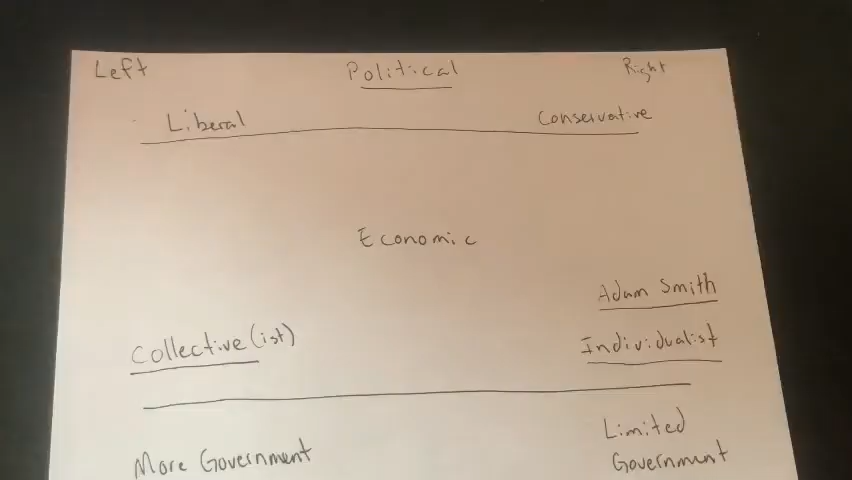 Left Political Right
Liberal Conservative
Economic
Adam Smith
Collective(ist) Individualist
More Government Limited
Government